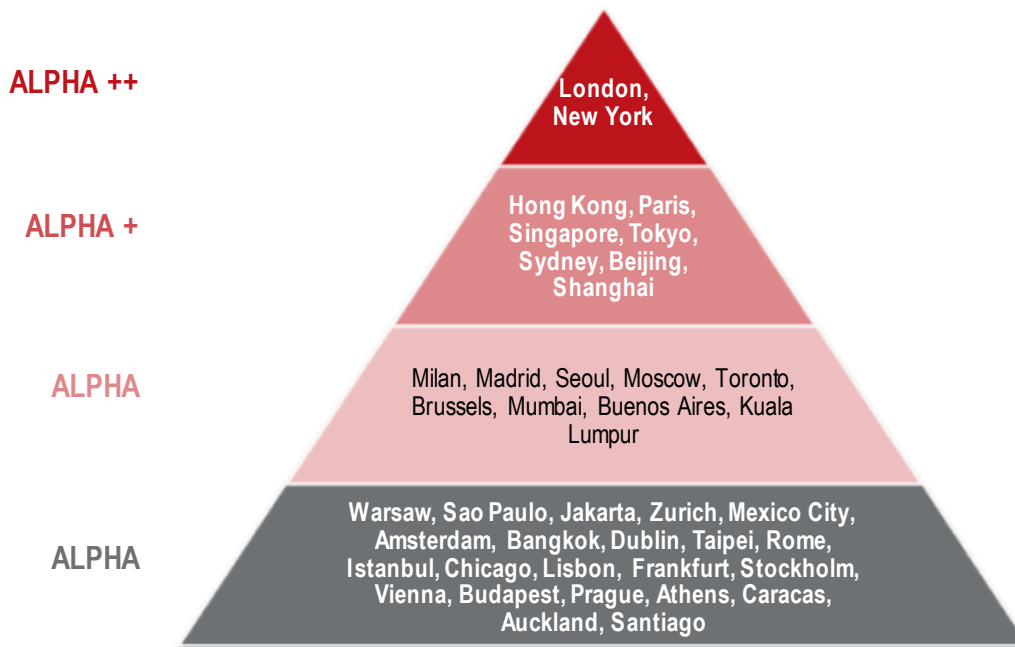 ALPHA ++
London,
New York
ALPHA +
Hong Kong, Paris,
Singapore, Tokyo,
Sydney, Beijing,
Shanghai
ALPHA
Milan, Madrid, Seoul, Moscow, Toronto,
Brussels, Mumbai, Buenos Aires, Kuala
Lumpur
ALPHA
Warsaw, Sao Paulo, Jakarta, Zurich, Mexico City,
Amsterdam, Bangkok, Dublin, Taipei, Rome,
Istanbul, Chicago, Lisbon, Frankfurt, Stockholm,
Vienna, Budapest, Prague, Athens, Caracas,
Auckland, Santiago